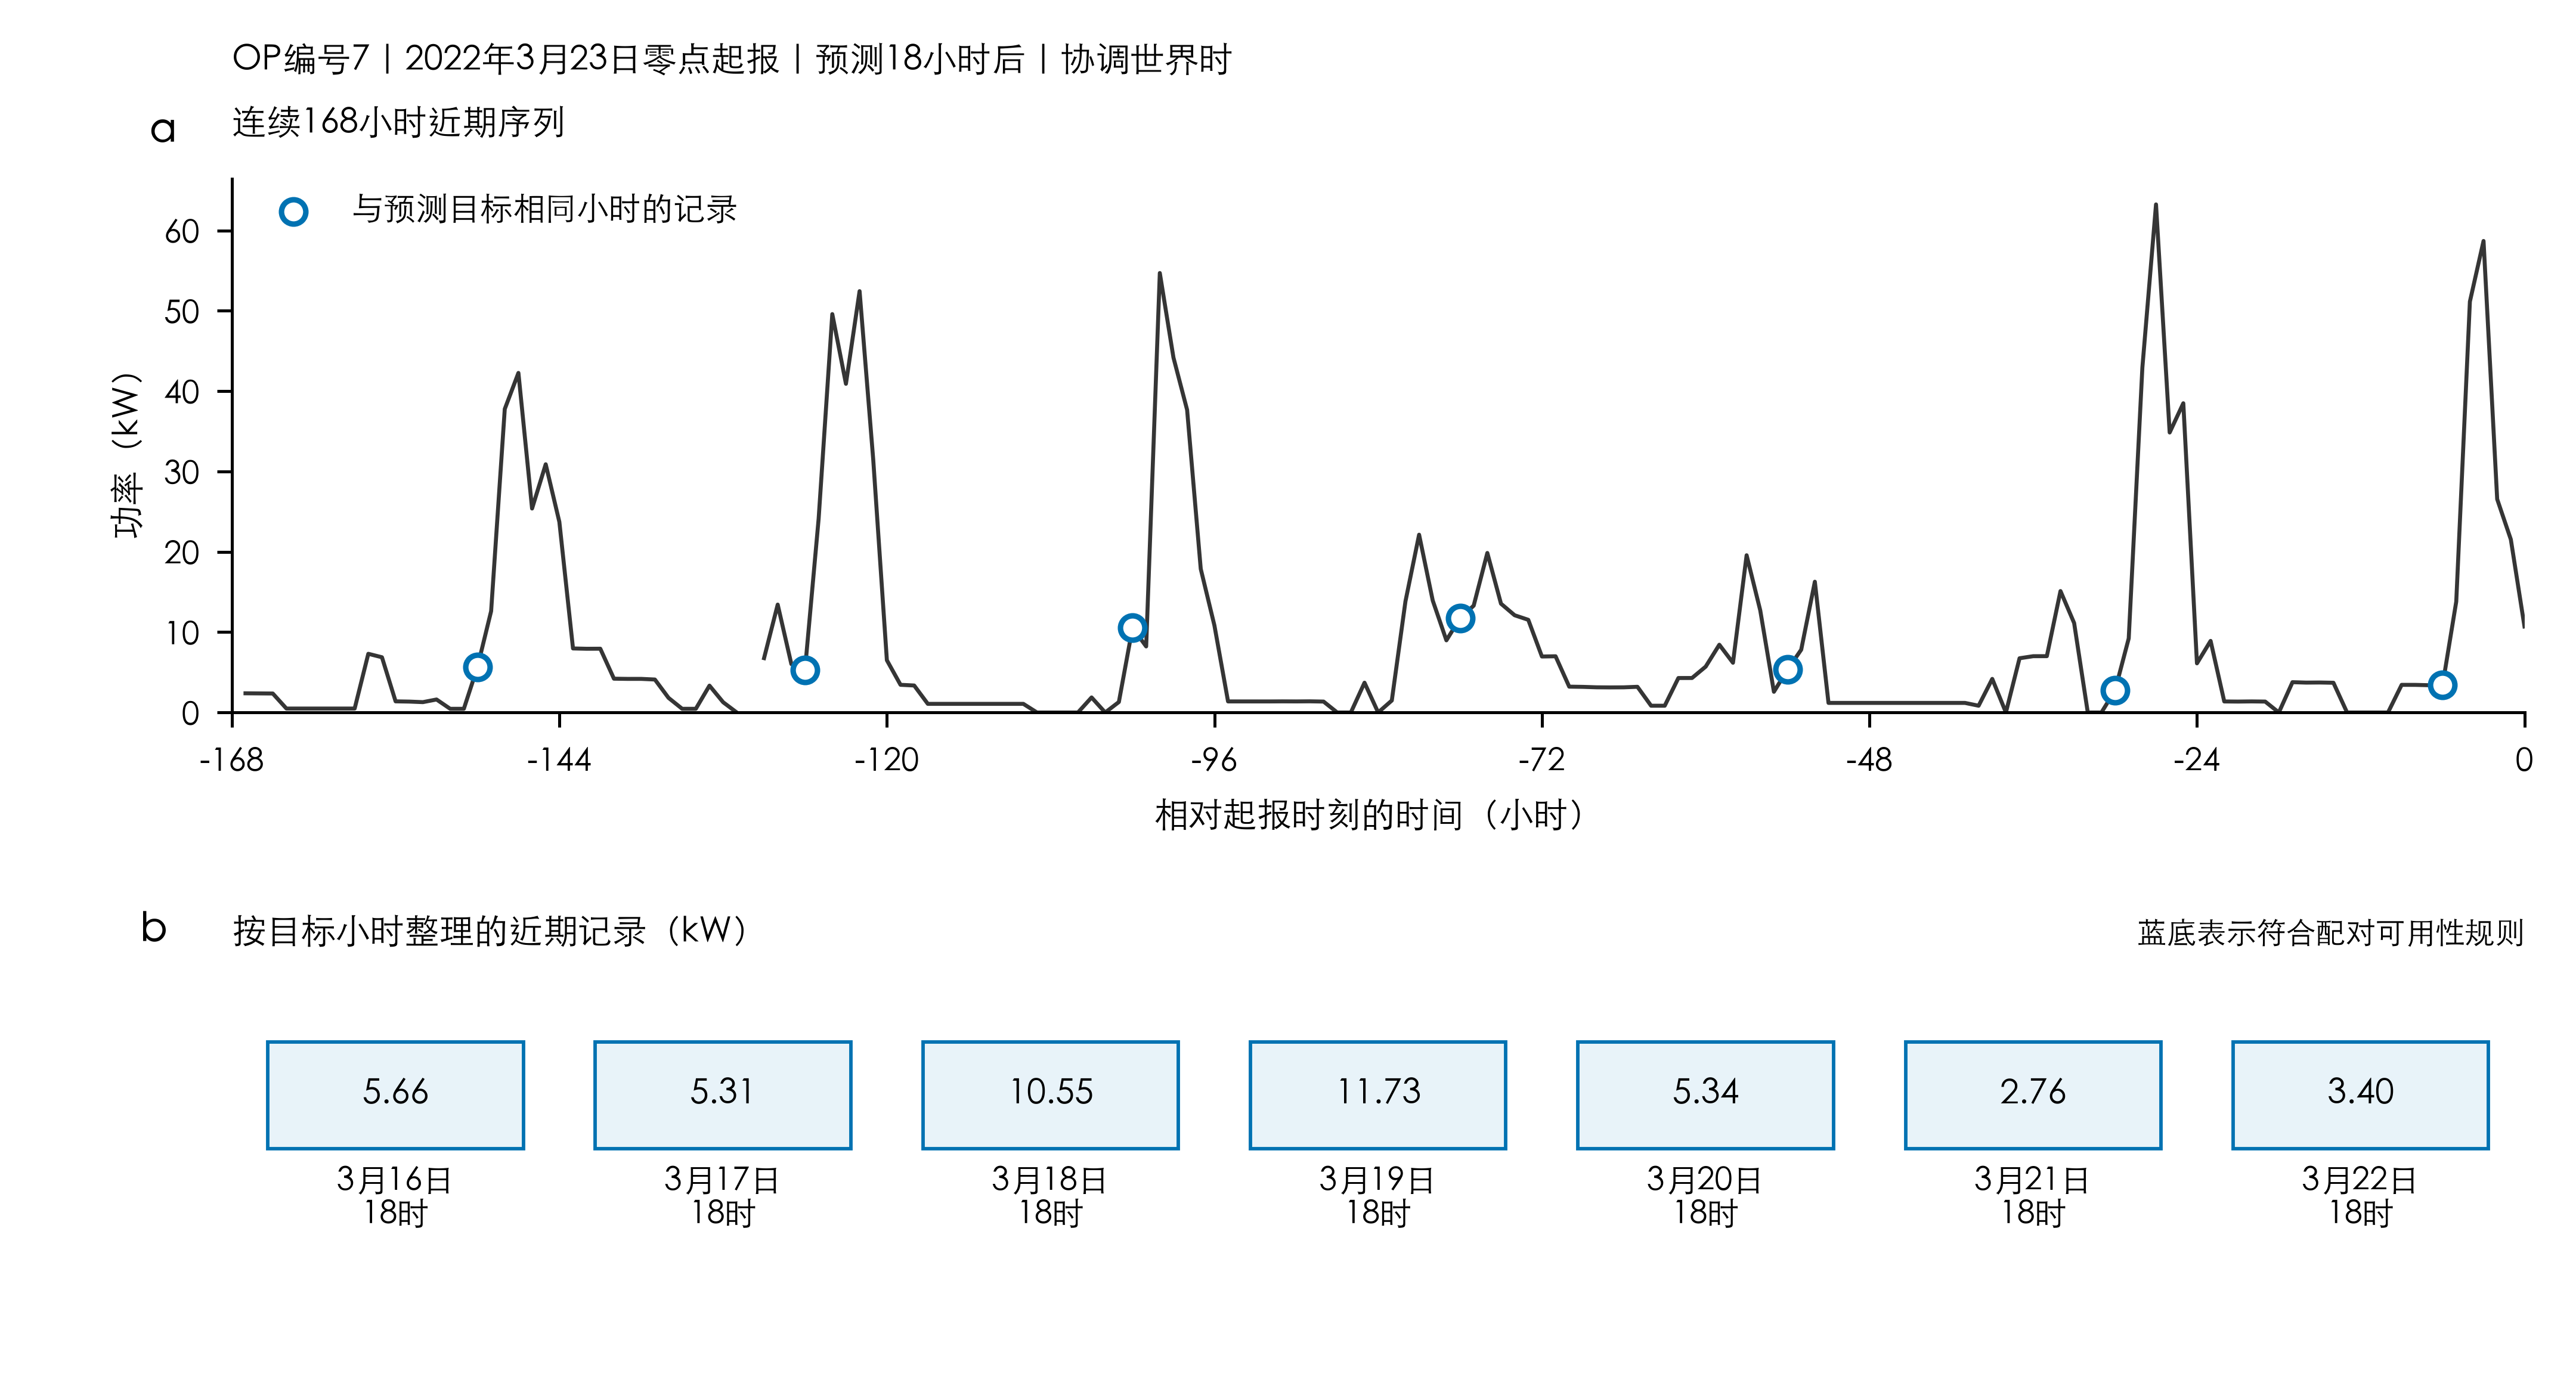 OP编号7 | 2022年3月23日零点起报 | 预测18小时后 | 协调世界时
a 连续168小时近期序列
与预测目标相同小时的记录
功率（kW）
60
50
40
30
20
10
0
-168 -144 -120 -96 -72 -48 -24 0
相对起报时刻的时间（小时）
b 按目标小时整理的近期记录（kW） 蓝底表示符合配对可用性规则
5.66 5.31 10.55 11.73 5.34 2.76 3.40
3月16日 3月17日 3月18日 3月19日 3月20日 3月21日 3月22日
18时 18时 18时 18时 18时 18时 18时